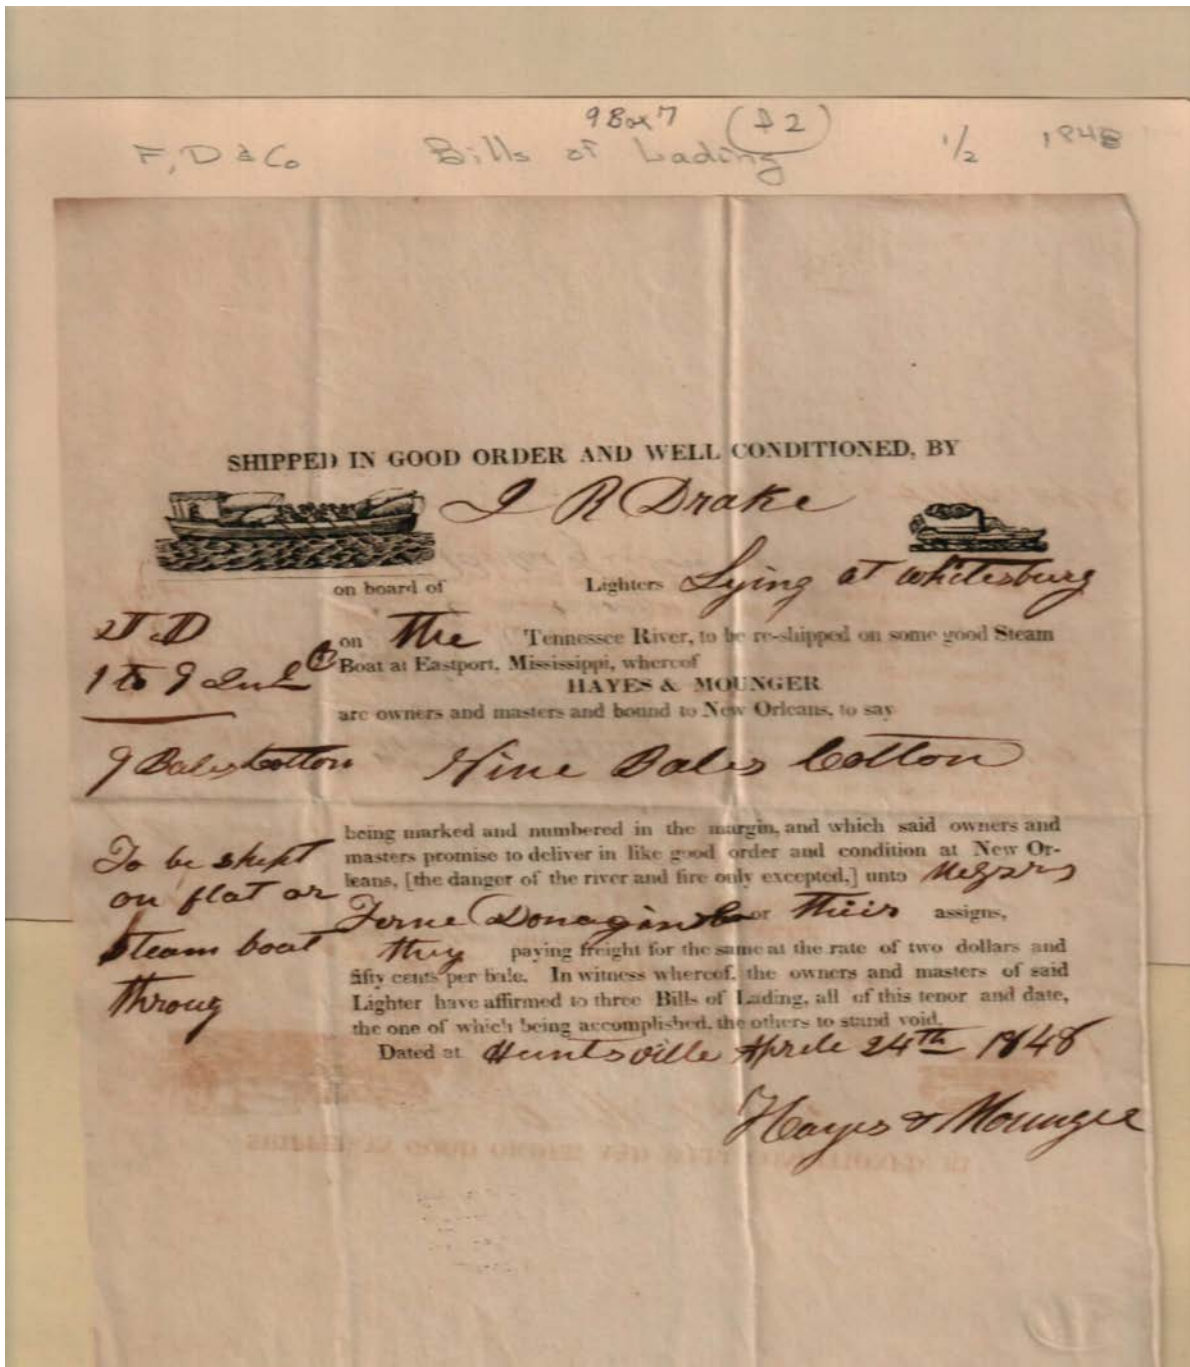 9 Box 7 (f 2)
F, D & Co Bills of Lading 1/2 1848
SHIPPED IN GOOD ORDER AND WELL CONDITIONED, BY
J R Drake
on board of Lighters Lying at Whitesburg
J. D on The Tennessee River, to be re-shipped on some good Steam
1 to 9 Boat at Eastport, Mississippi, whereof
HAYES & MOUNGER
are owners and masters and bound to New Orleans, to say
9 Bales Cotton Nine Bales Cotton
being marked and numbered in the margin, and which said owners and
To be shipt masters promise to deliver in like good order and condition at New Or-
on flat or leans, [the danger of the river and fire only excepted,] unto
Ferne Donagin & Co or their assigns,
steam boat they paying freight for the same at the rate of two dollars and
fifty cents per bale. In witness whereof, the owners and masters of said
throug Lighter have affirmed to three Bills of Lading, all of this tenor and date,
the one of which being accomplished, the others to stand void.
Dated at Huntsville Aprile 24th 1848
Hayes & Mounger